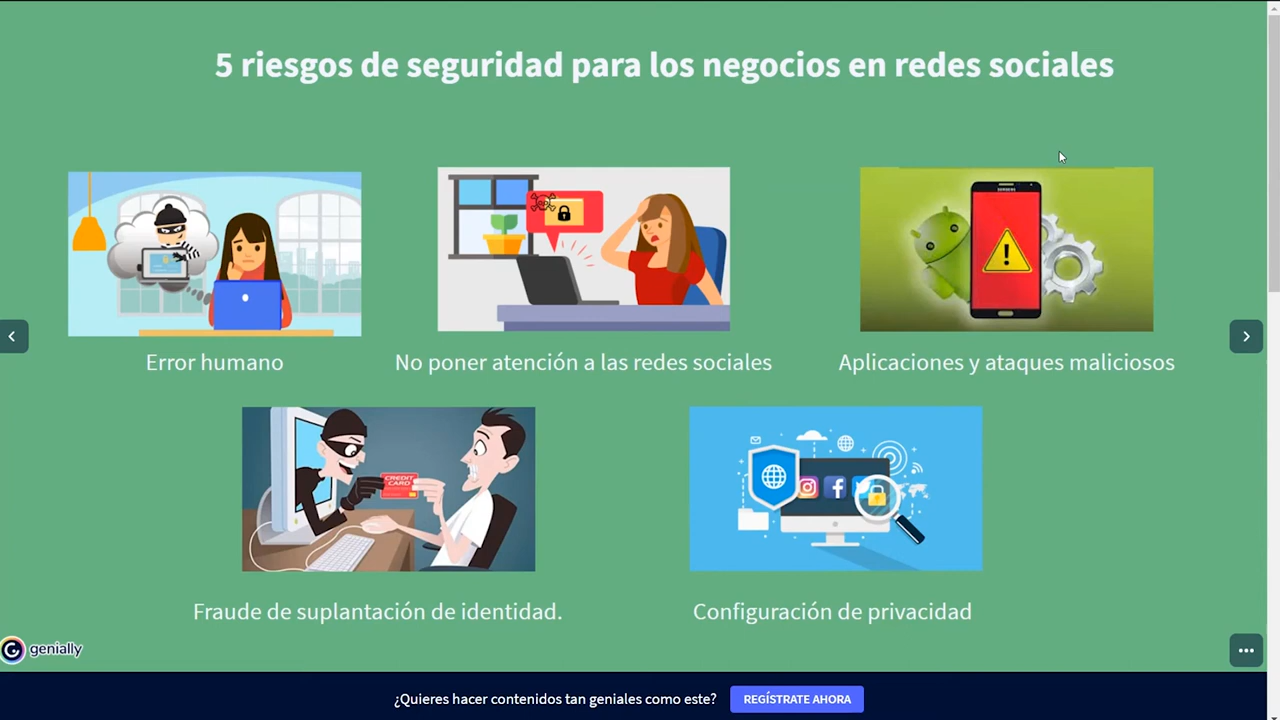 5 riesgos de seguridad para los negocios en redes sociales
Error humano
No poner atención a las redes sociales
Aplicaciones y ataques maliciosos
CREDIT
CARD
Fraude de suplantación de identidad.
Configuración de privacidad
genially
¿Quieres hacer contenidos tan geniales como este?
REGÍSTRATE AHORA